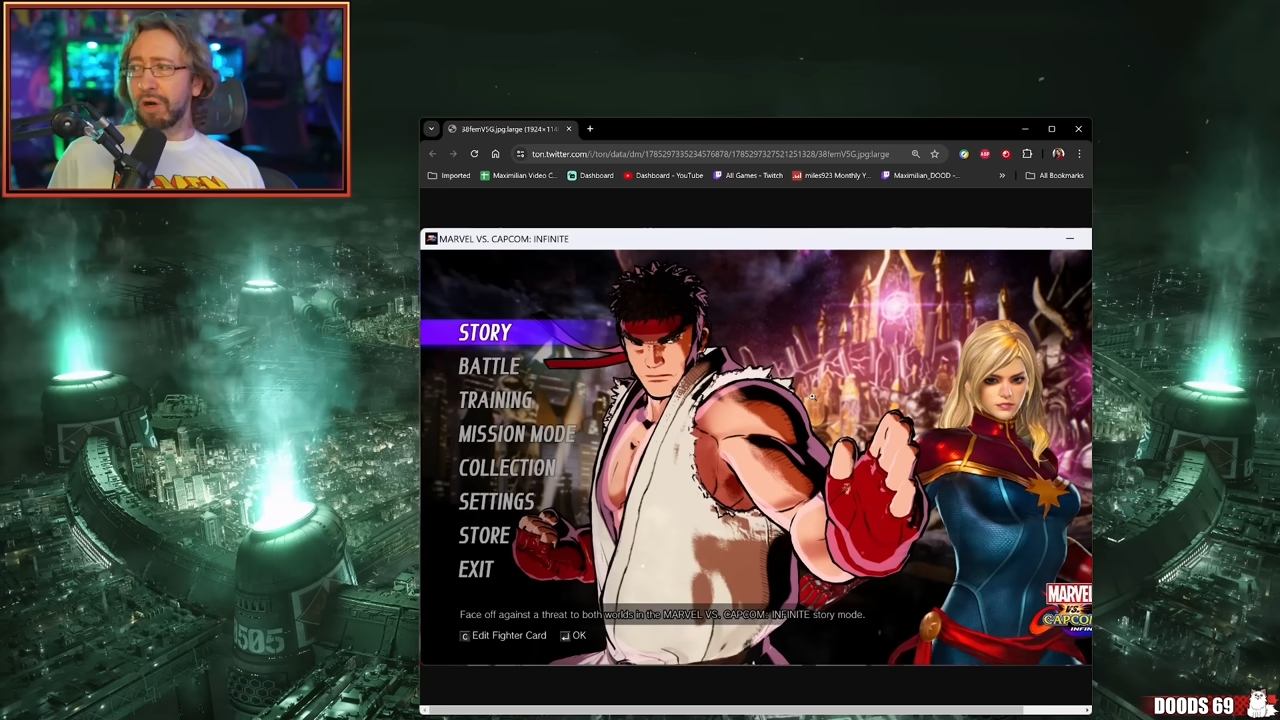 38femV5G.jpg:large (1924×114
ton.twitter.com/i/ton/data/dm/1785297335234576878/1785297327521251328/38femV5G.jpg:large
Imported
Maximilian Video C...
Dashboard
Dashboard - YouTube
All Games - Twitch
miles923 Monthly Y...
Maximilian_DOOD -...
»
All Bookmarks
MARVEL VS. CAPCOM: INFINITE
STORY
BATTLE
TRAINING
MISSION MODE
COLLECTION
SETTINGS
STORE
EXIT
Face off against a threat to both worlds in the MARVEL VS. CAPCOM: INFINITE story mode.
C Edit Fighter Card OK
MARVEL
VS.
CAPCO
INFIN
DOODS 69